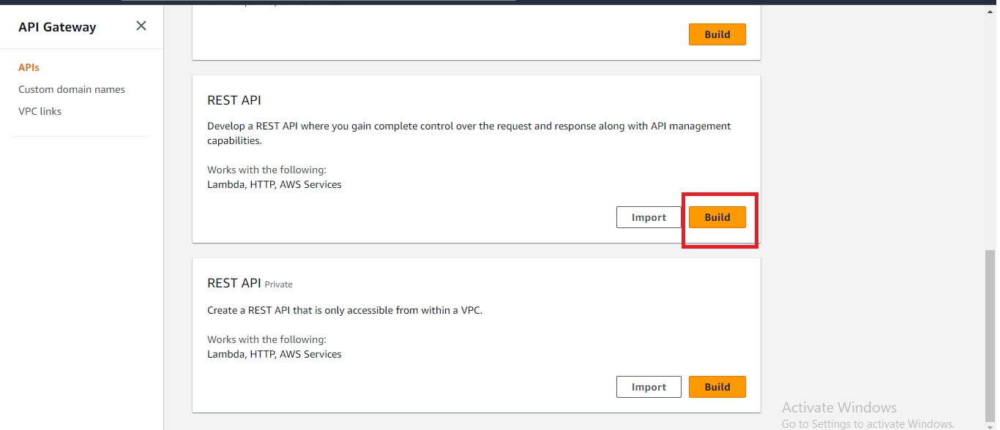 API Gateway
APIs
Custom domain names
VPC links
Build
REST API
Develop a REST API where you gain complete control over the request and response along with API management
capabilities.
Works with the following:
Lambda, HTTP, AWS Services
Import Build
REST API Private
Create a REST API that is only accessible from within a VPC.
Works with the following:
Lambda, HTTP, AWS Services
Import Build
Activate Windows
Go to Settings to activate Windows.